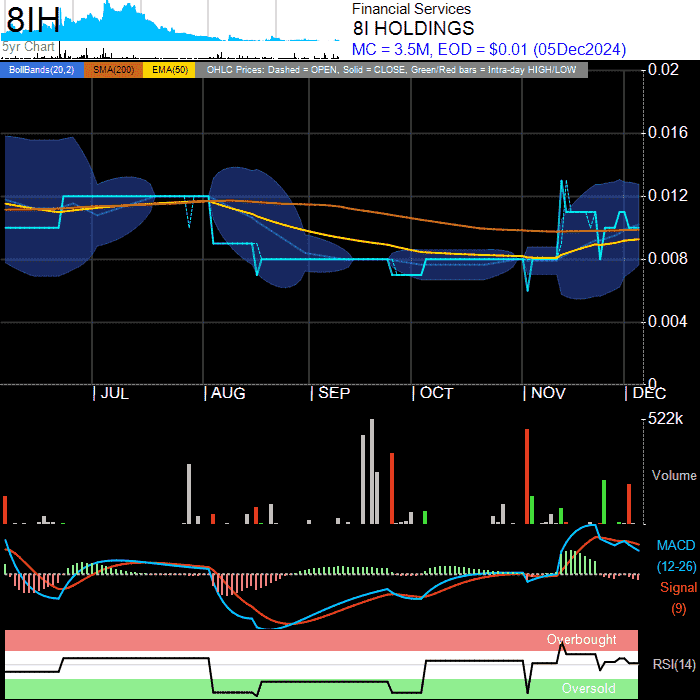 8IH
5yr Chart
Financial Services
8I HOLDINGS
MC = 3.5M, EOD = $0.01 (05Dec2024)
BollBands(20,2) SMA(200) EMA(50) OHLC Prices: Dashed = OPEN, Solid = CLOSE, Green/Red bars = Intra-day HIGH/LOW
0.02
0.016
0.012
0.008
0.004
0
JUL AUG SEP OCT NOV DEC
522k
Volume
MACD
(12-26)
Signal
(9)
Overbought
RSI(14)
Oversold